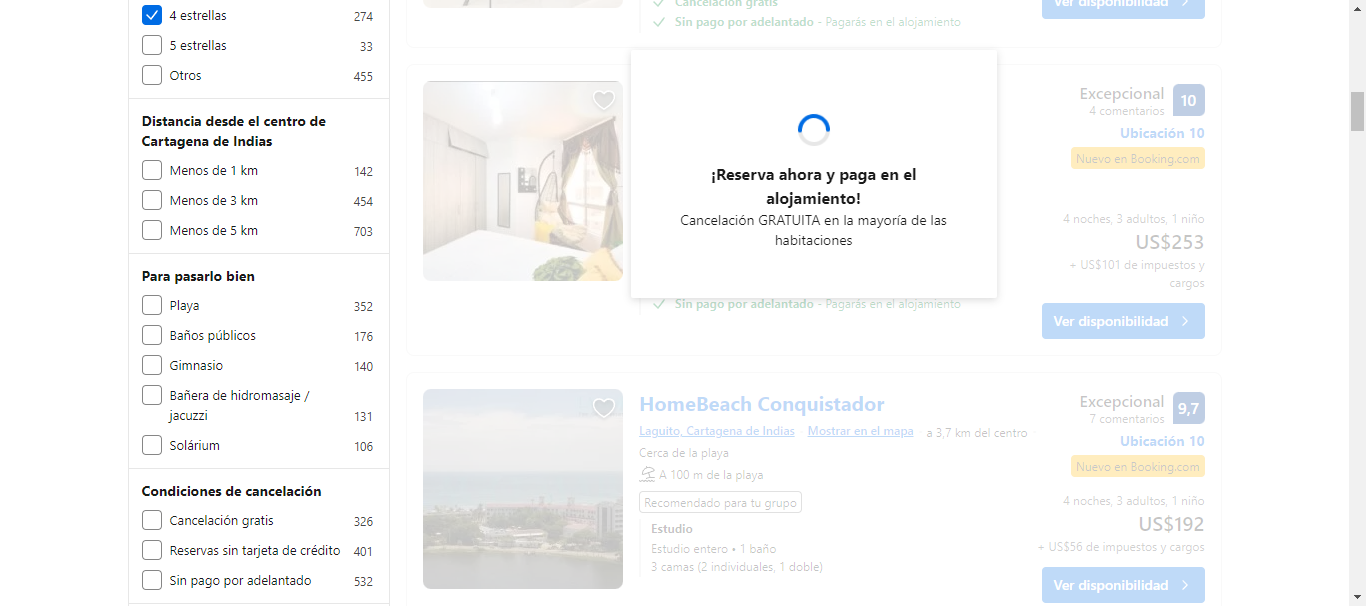 4 estrellas 274
5 estrellas 33
Otros 455
Distancia desde el centro de
Cartagena de Indias
Menos de 1 km 142
Menos de 3 km 454
Menos de 5 km 703
Para pasarlo bien
Playa 352
Baños públicos 176
Gimnasio 140
Bañera de hidromasaje /
jacuzzi 131
Solárium 106
Condiciones de cancelación
Cancelación gratis 326
Reservas sin tarjeta de crédito 401
Sin pago por adelantado 532
Cancelación gratis
Sin pago por adelantado - Pagarás en el alojamiento
Ver disponibilidad
¡Reserva ahora y paga en el
alojamiento!
Cancelación GRATUITA en la mayoría de las
habitaciones
Excepcional 10
4 comentarios
Ubicación 10
Nuevo en Booking.com
4 noches, 3 adultos, 1 niño
US$253
+ US$101 de impuestos y
cargos
Sin pago por adelantado - Pagarás en el alojamiento
Ver disponibilidad
HomeBeach Conquistador
Laguito, Cartagena de Indias Mostrar en el mapa a 3,7 km del centro
Cerca de la playa
A 100 m de la playa
Recomendado para tu grupo
Estudio
Estudio entero • 1 baño
3 camas (2 individuales, 1 doble)
Excepcional 9,7
7 comentarios
Ubicación 10
Nuevo en Booking.com
4 noches, 3 adultos, 1 niño
US$192
+ US$56 de impuestos y cargos
Ver disponibilidad